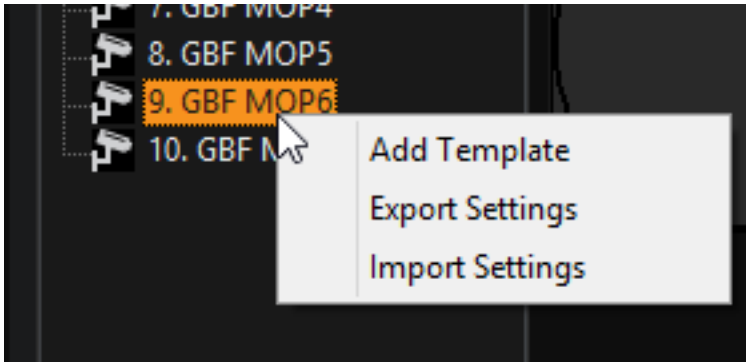 7. GBF MOP4
8. GBF MOP5
9. GBF MOP6
10. GBF
Add Template
Export Settings
Import Settings